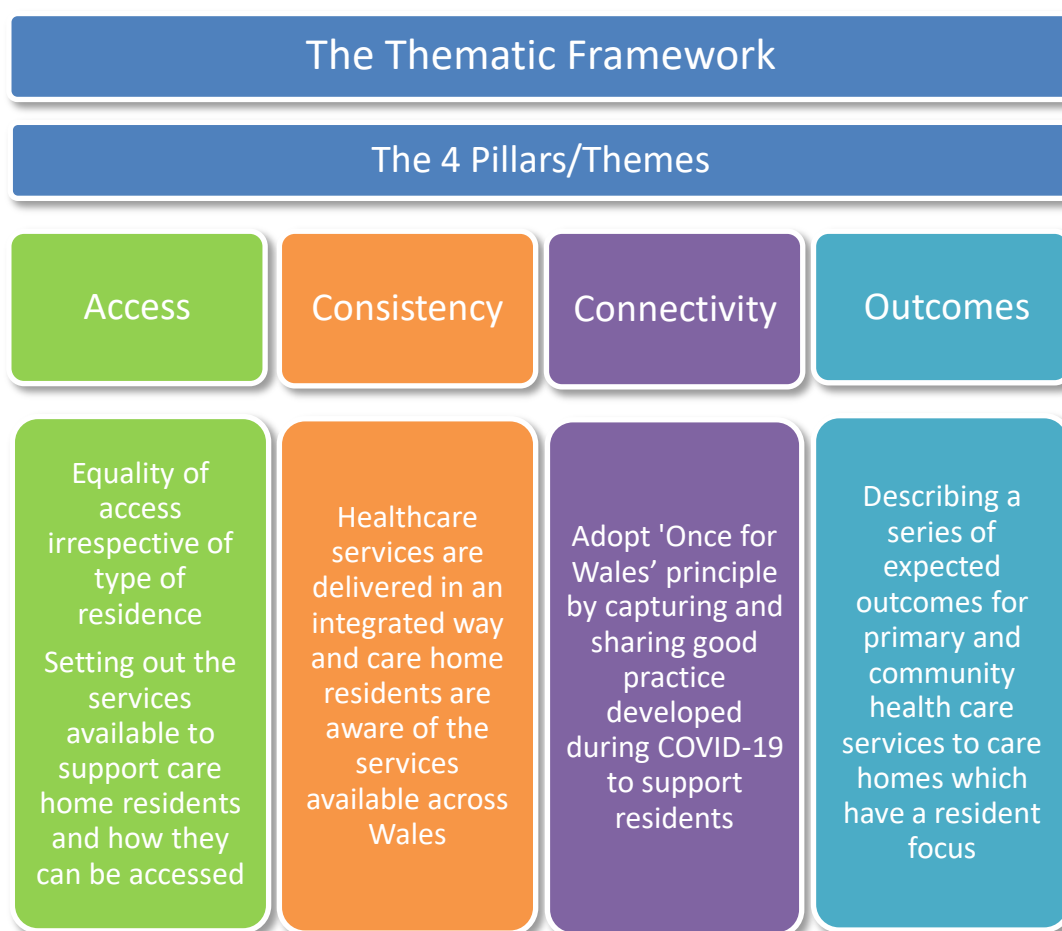 The Thematic Framework
The 4 Pillars/Themes
Access
Consistency
Connectivity
Outcomes
Equality of
access
irrespective of
type of
residence
Setting out the
services
available to
support care
home residents
and how they
can be accessed
Healthcare
services are
delivered in an
integrated way
and care home
residents are
aware of the
services
available across
Wales
Adopt 'Once for
Wales’ principle
by capturing and
sharing good
practice
developed
during COVID-19
to support
residents
Describing a
series of
expected
outcomes for
primary and
community
health care
services to care
homes which
have a resident
focus